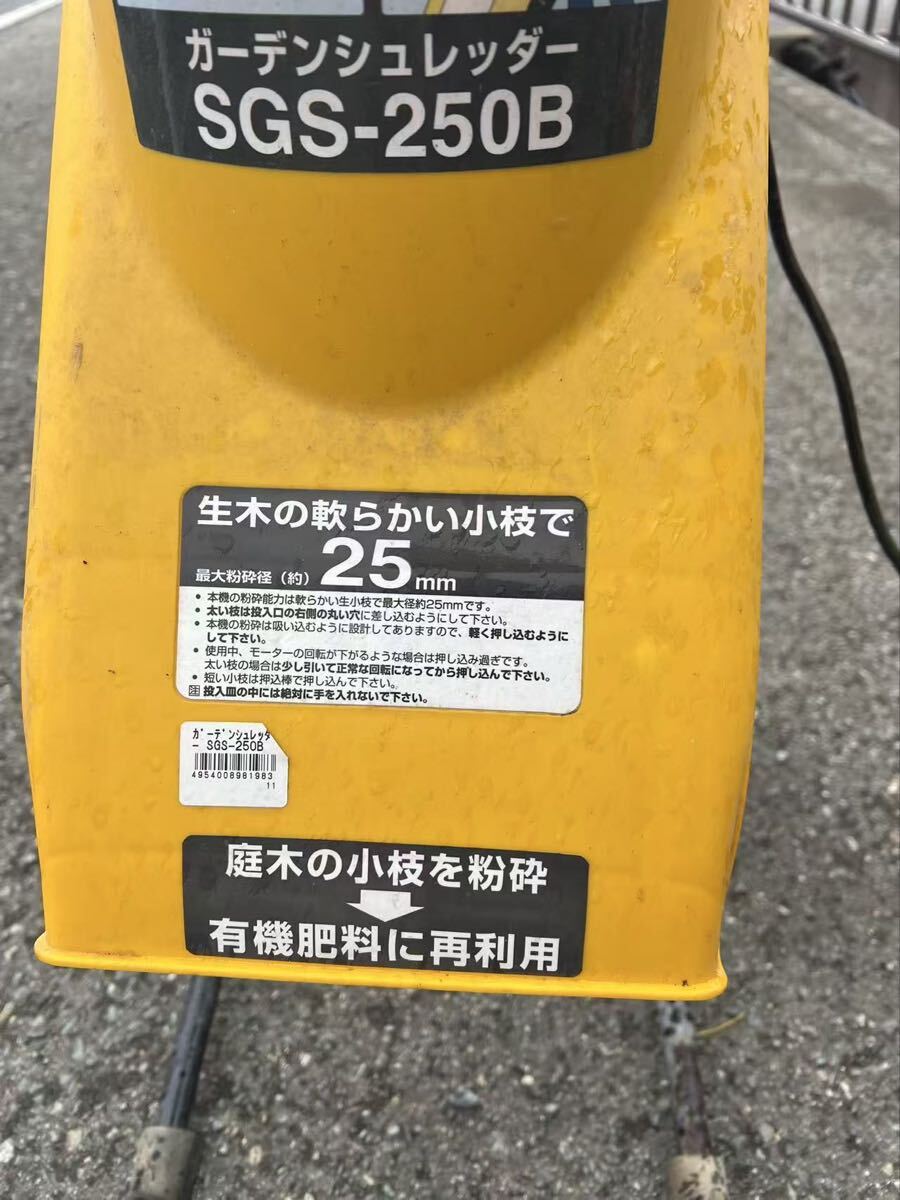 ガーデンシュレッダー
SGS-250B
生木の軟らかい小枝で
最大粉砕径（約）25mm
• 本機の粉砕能力は軟らかい生小枝で最大径約25mmです。
• 太い枝は投入口の右側の丸い穴に差し込むようにして下さい。
• 本機の粉砕は吸い込むように設計してありますので、軽く押し込むように
して下さい。
• 使用中、モーターの回転が下がるような場合は押し込み過ぎです。
太い枝の場合は少し引いて正常な回転になってから押し込んで下さい。
• 短い小枝は押込棒で押し込んで下さい。
注 投入皿の中には絶対に手を入れないで下さい。
ｶﾞｰﾃﾞﾝｼｭﾚｯﾀﾞ
- SGS-250B
4954008981983
11
庭木の小枝を粉砕
有機肥料に再利用